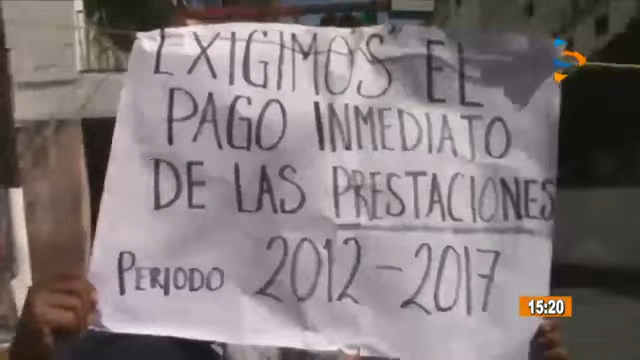 EXIGIMOS EL
PAGO INMEDIATO
DE LAS PRESTACIONES
PERIODO 2012-2017
15:20